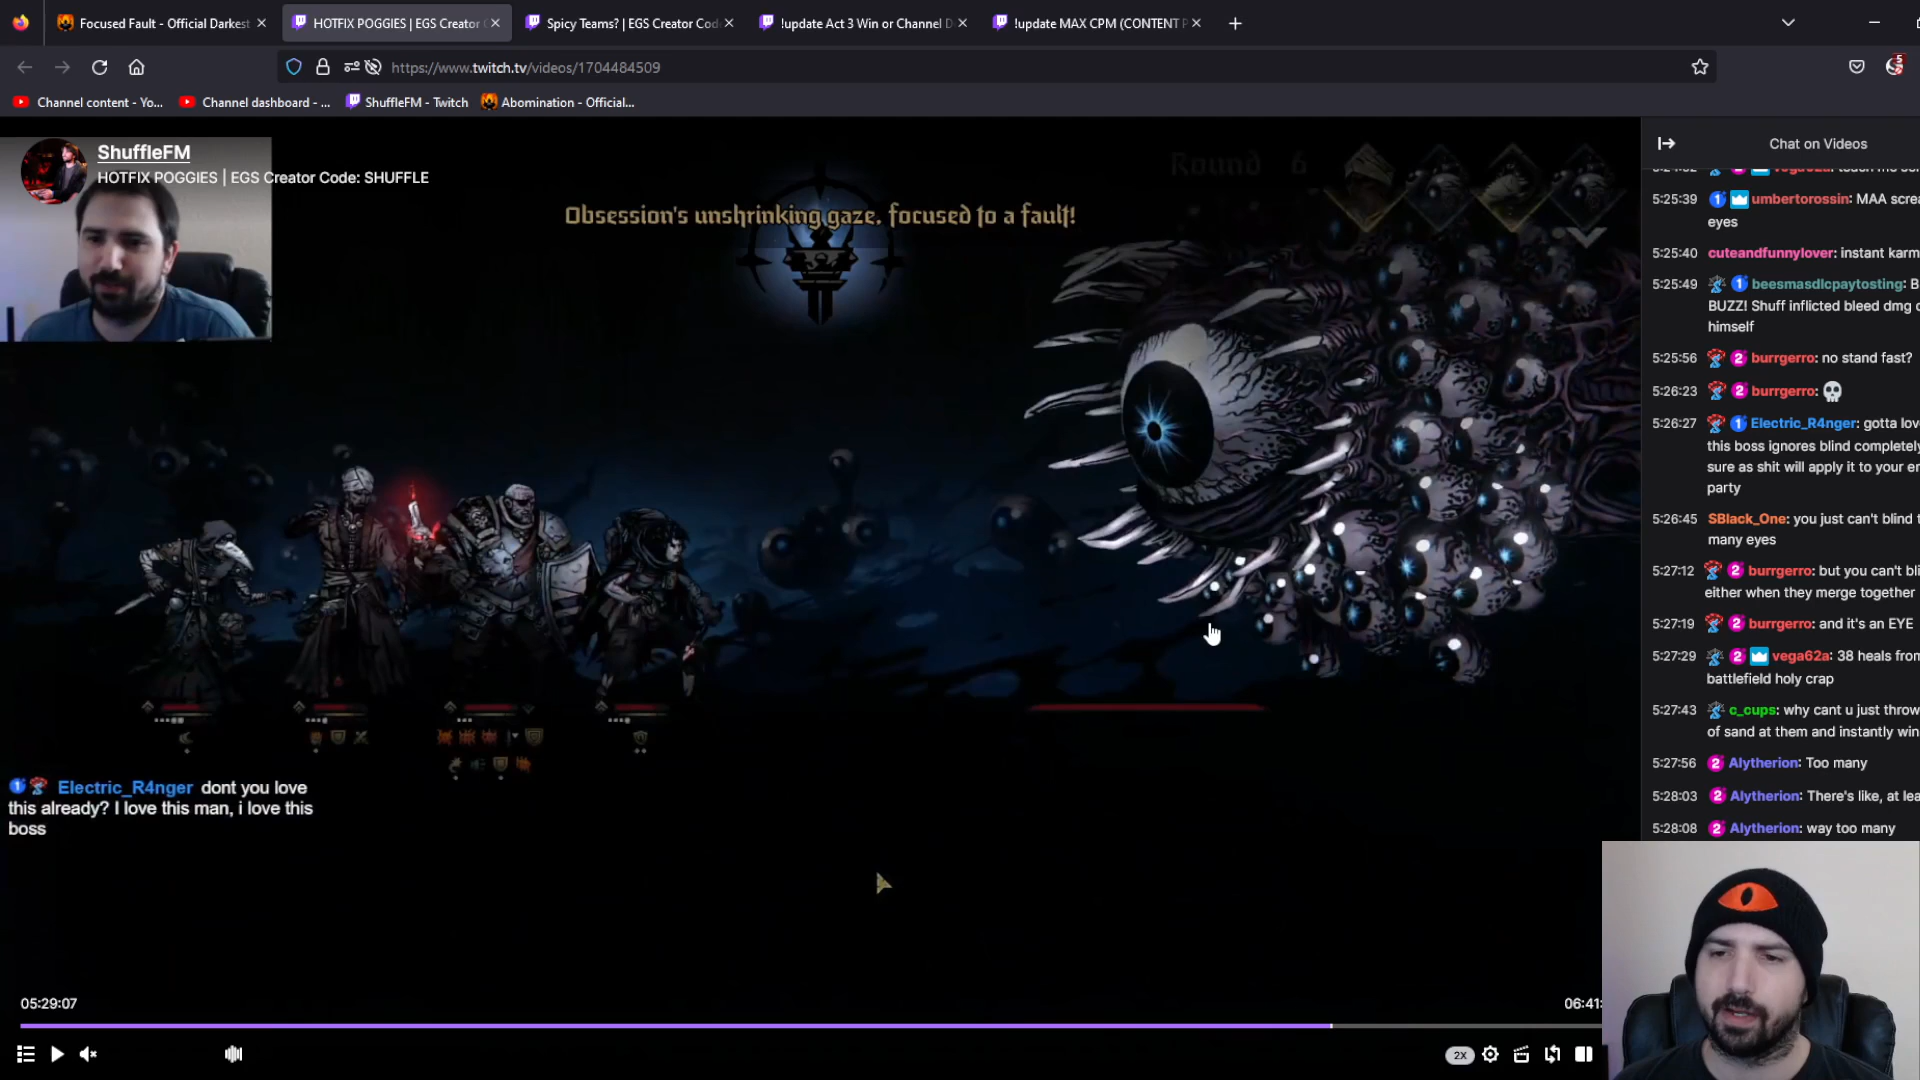 Focused Fault - Official Darkest
HOTFIX POGGIES | EGS Creator
Spicy Teams? | EGS Creator Co
!update Act 3 Win or Channel D
!update MAX CPM (CONTENT P
https://www.twitch.tv/videos/1704484509
5
Channel content - Yo...
Channel dashboard - ...
ShuffleFM - Twitch
Abomination - Official...
ShuffleFM
HOTFIX POGGIES | EGS Creator Code: SHUFFLE
Round 6
Obsession's unshrinking gaze, focused to a fault!
Electric_R4nger dont you love
this already? I love this man, i love this
boss
05:29:07
06:41:
2X
Chat on Videos
5:25:39 umbertorossin: MAA screa
eyes
5:25:40 cuteandfunnylover: instant karm
5:25:49 beesmasdlcpaytosting: B
BUZZ! Shuff inflicted bleed dmg o
himself
5:25:56 burrgerro: no stand fast?
5:26:23 burrgerro:
5:26:27 Electric_R4nger: gotta lov
this boss ignores blind completely
sure as shit will apply it to your en
party
5:26:45 SBlack_One: you just can't blind t
many eyes
5:27:12 burrgerro: but you can't bli
either when they merge together
5:27:19 burrgerro: and it's an EYE
5:27:29 vega62a: 38 heals from
battlefield holy crap
5:27:43 c_cups: why cant u just throw
of sand at them and instantly win
5:27:56 Alytherion: Too many
5:28:03 Alytherion: There's like, at lea
5:28:08 Alytherion: way too many